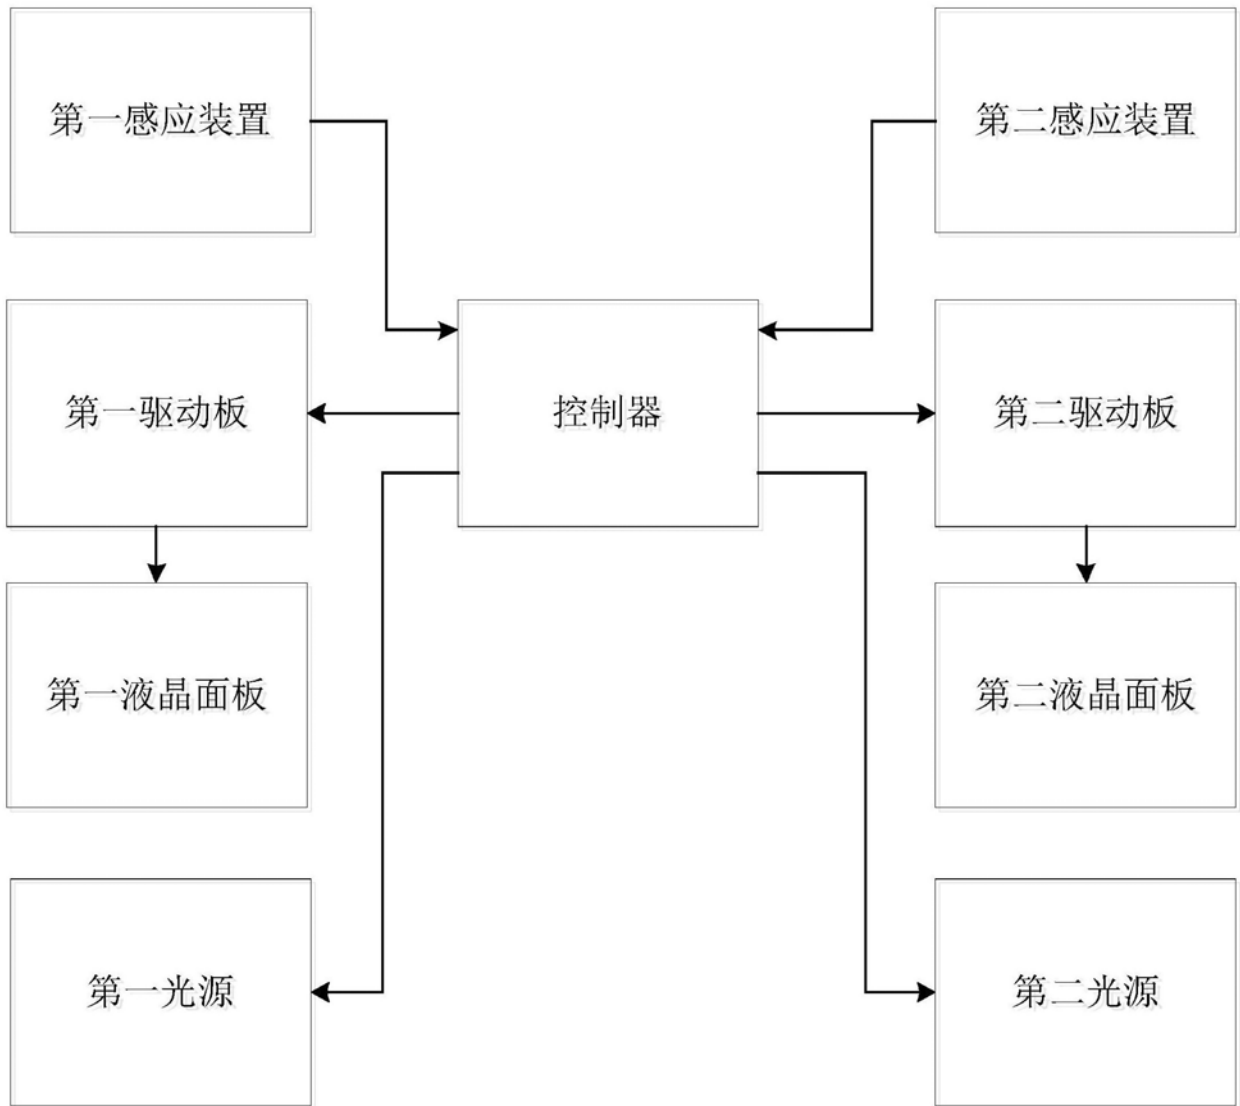 第一感应装置
第二感应装置
第一驱动板
控制器
第二驱动板
第一液晶面板
第二液晶面板
第一光源
第二光源